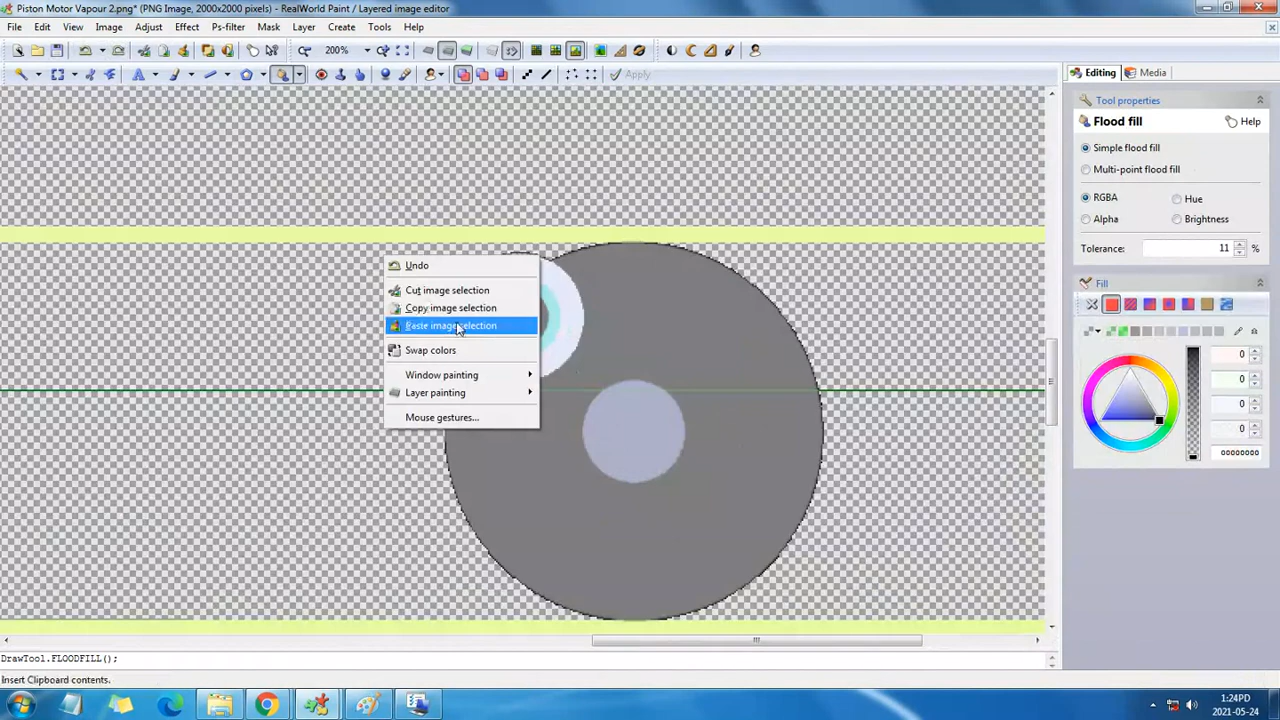 Piston Motor Vapour 2.png* (PNG Image, 2000x2000 pixels) - RealWorld Paint / Layered image editor
File Edit View Image Adjust Effect Ps-filter Mask Layer Create Tools Help
200%
Apply
Editing Media
Tool properties
Flood fill Help
Simple flood fill
Multi-point flood fill
RGBA Hue
Alpha Brightness
Tolerance: 11 %
Fill
0
0
0
0
00000000
Undo
Cut image selection
Copy image selection
Paste image selection
Swap colors
Window painting
Layer painting
Mouse gestures...
DrawTool.FLOODFILL();
Insert Clipboard contents.
1:24PD
2021-05-24